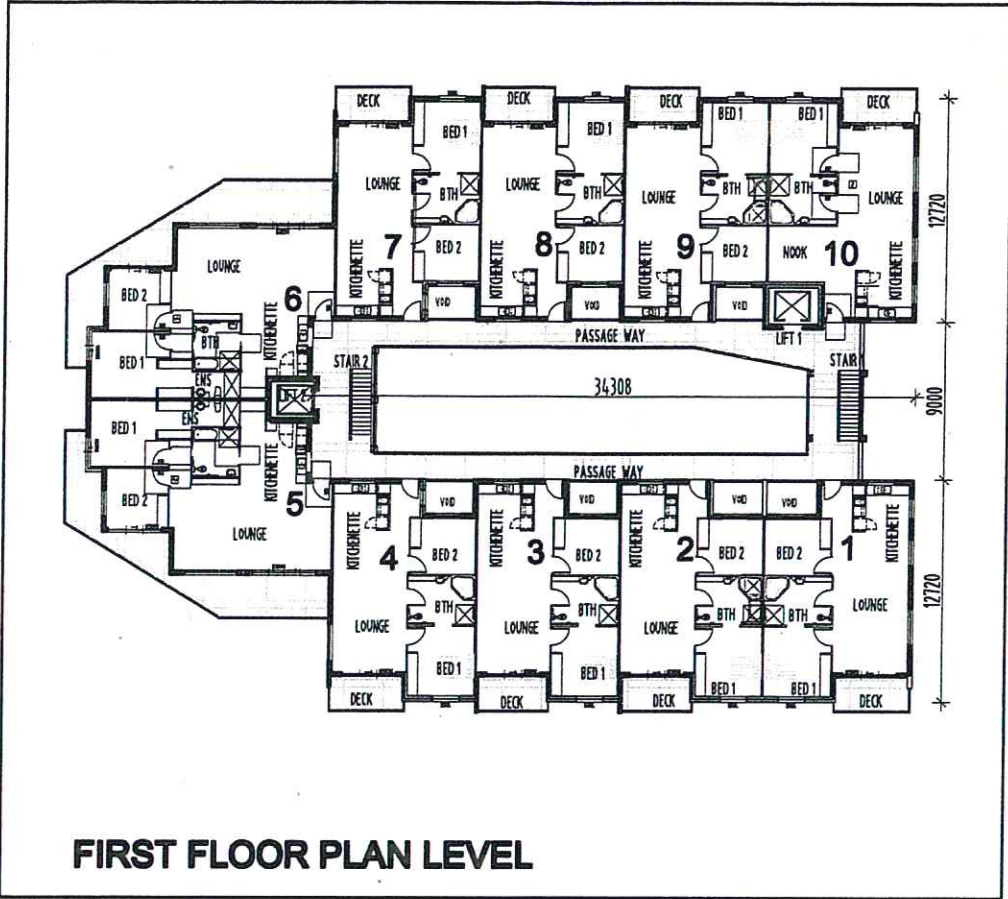 DECK
DECK
DECK
DECK
BED 1
BED 1
BED 1
BED 1
LOUNGE
BTH
LOUNGE
BTH
LOUNGE
BTH
BTH
LOUNGE
12720
KITCHENETTE
7
BED 2
KITCHENETTE
8
BED 2
KITCHENETTE
9
BED 2
NOOK
10
KITCHENETTE
VOID
VOID
VOID
LIFT 1
LOUNGE
BED 2
6
KITCHENETTE
BTH
BED 1
ENS
ENS
BED 1
BED 2
LIFT 2
KITCHENETTE
5
LOUNGE
PASSAGE WAY
STAIR 2
34308
STAIR 1
9000
PASSAGE WAY
VOID
VOID
VOID
VOID
KITCHENETTE
4
BED 2
KITCHENETTE
3
BED 2
KITCHENETTE
2
BED 2
BED 2
1
KITCHENETTE
12720
LOUNGE
BTH
LOUNGE
BTH
LOUNGE
BTH
BTH
LOUNGE
BED 1
BED 1
BED 1
BED 1
DECK
DECK
DECK
DECK
FIRST FLOOR PLAN LEVEL